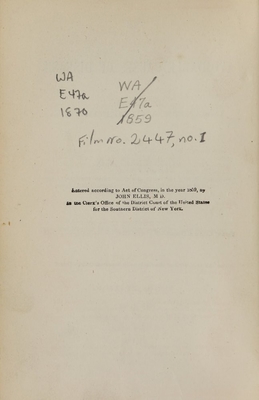 WA
E47a
1870
WA
E47a
1859
Film No. 2447, no. 1
Entered according to Act of Congress, in the year 1859, by
JOHN ELLIS, M D.
in the Clerk's Office of the District Court of the United States
for the Southern District of New York.